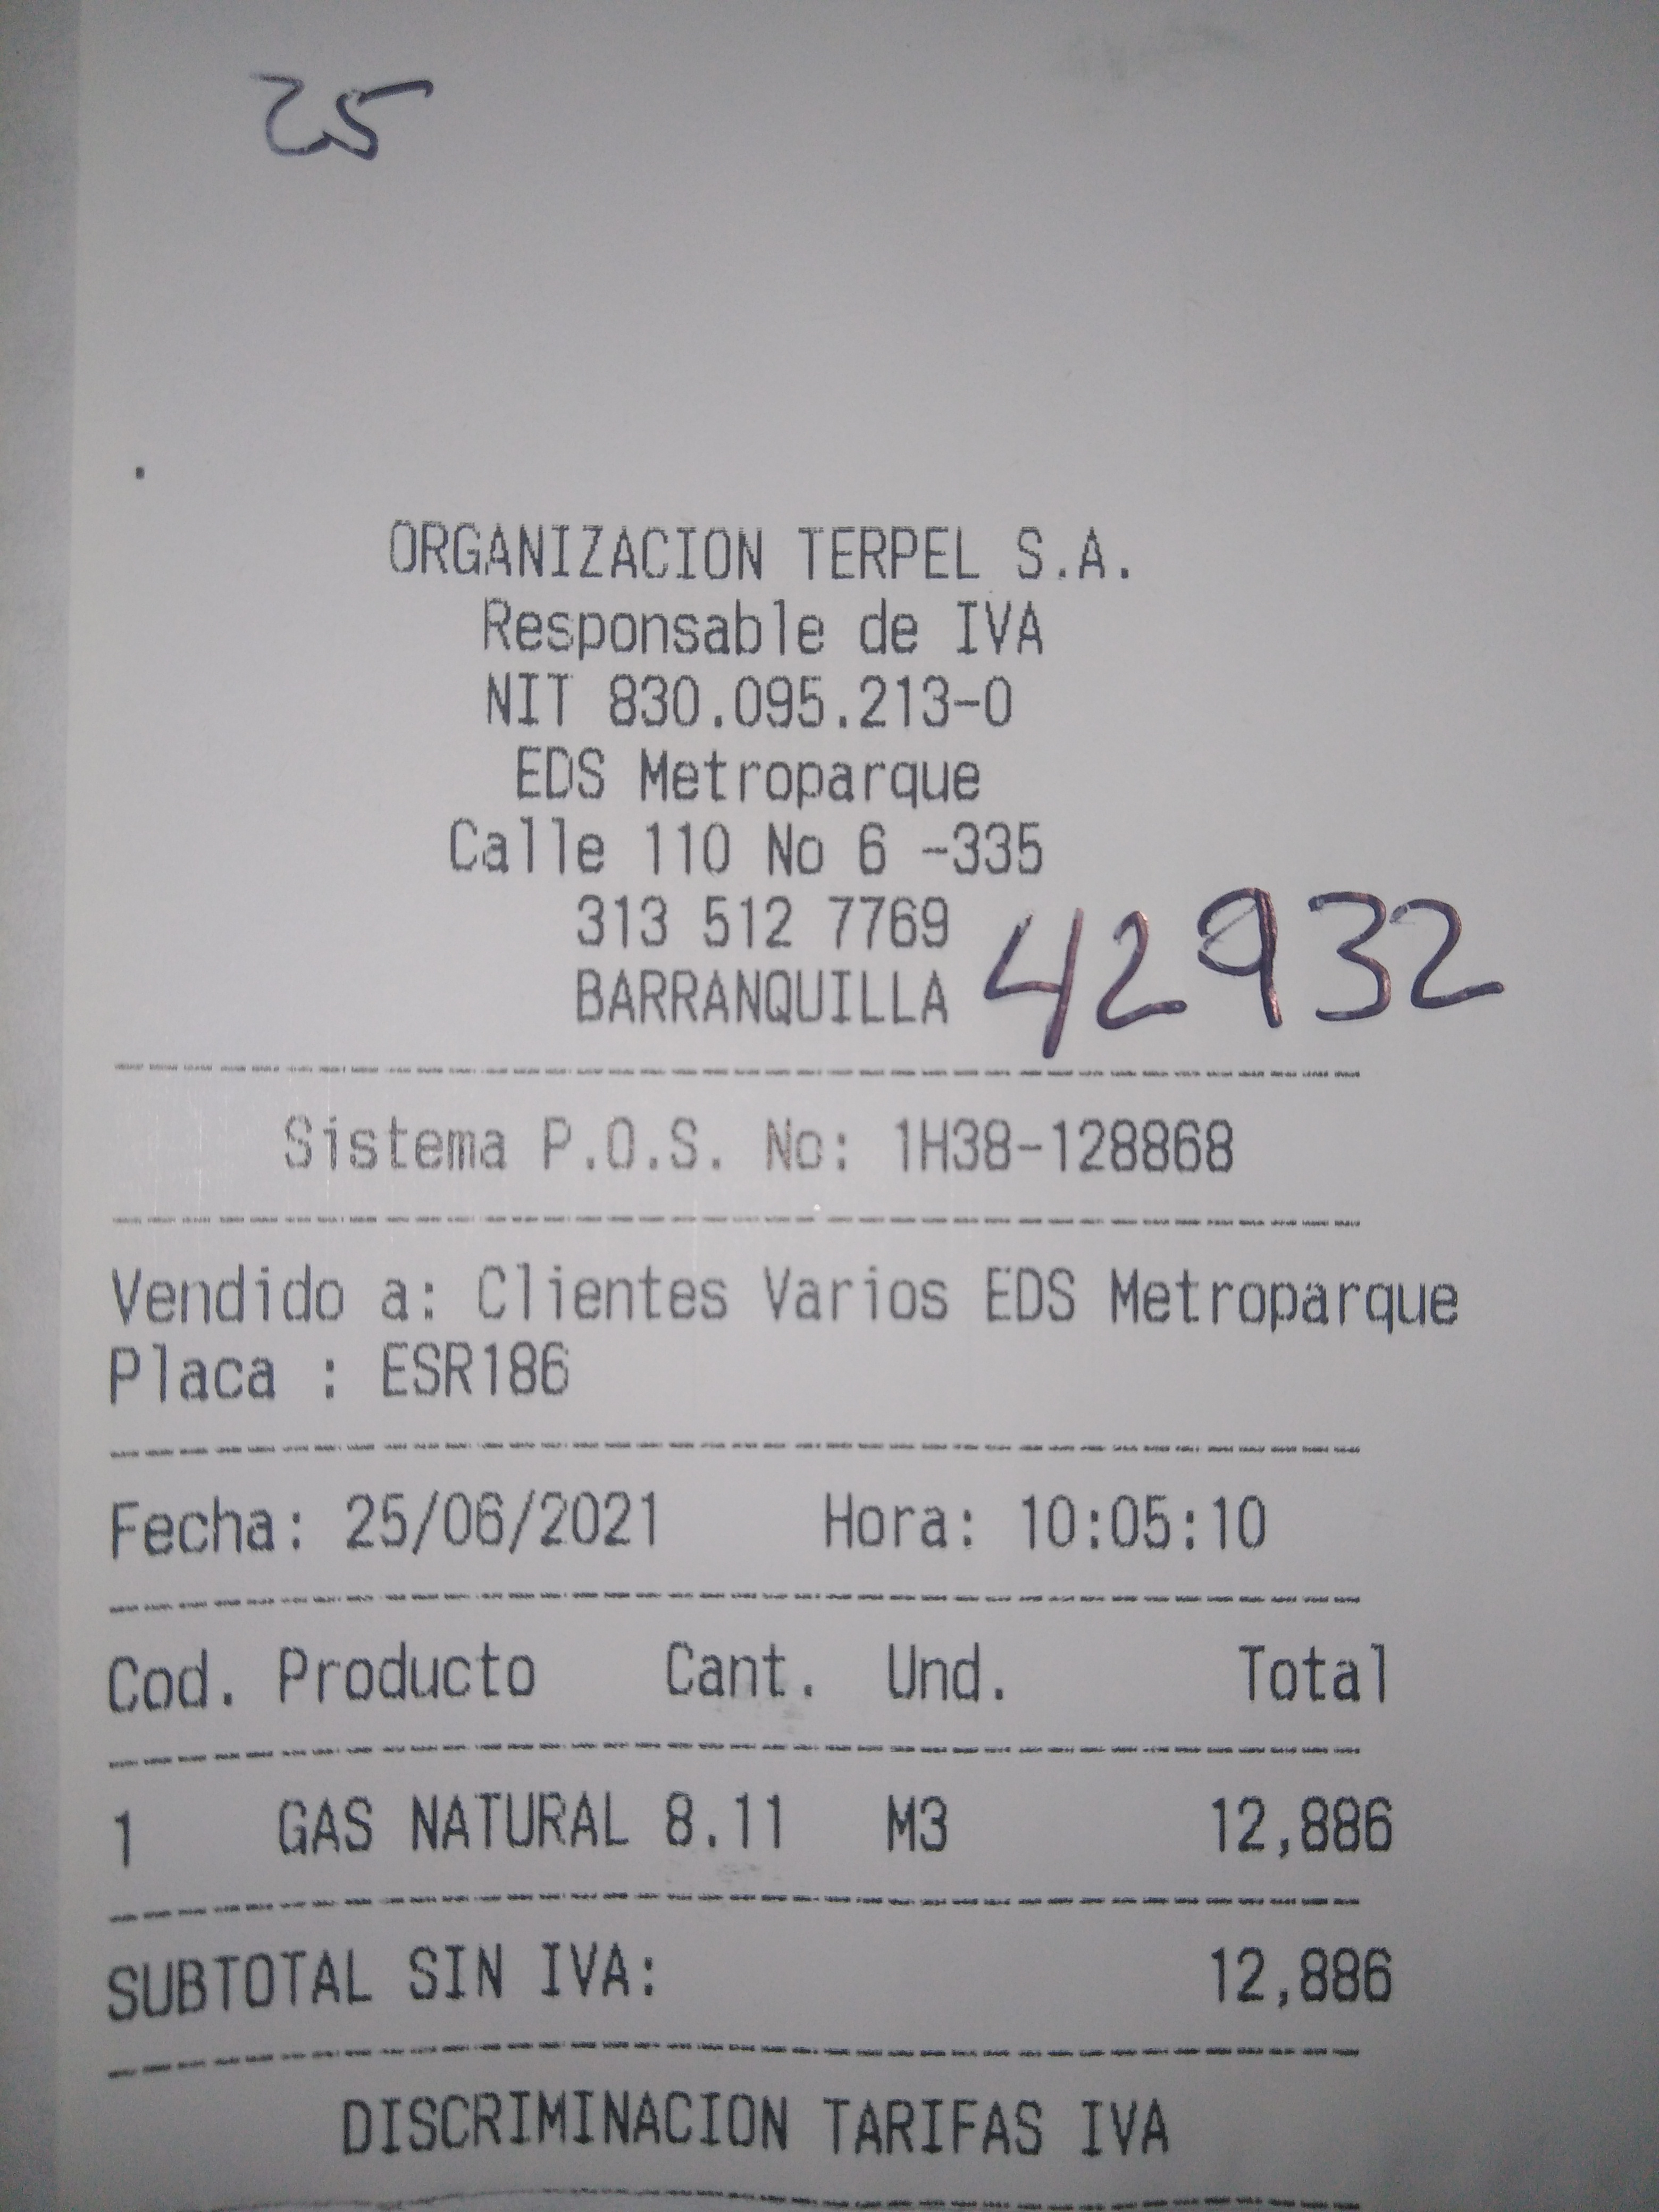 25
ORGANIZACION TERPEL S.A.
Responsable de IVA
NIT 830.095.213-0
EDS Metroparque
Calle 110 No 6 -335
313 512 7769
BARRANQUILLA
42932
Sistema P.O.S. No: 1H38-128868
Vendido a: Clientes Varios EDS Metroparque
Placa : ESR186
Fecha: 25/06/2021 Hora: 10:05:10
Cod. Producto Cant. Und. Total
1 GAS NATURAL 8.11 M3 12,886
SUBTOTAL SIN IVA: 12,886
DISCRIMINACION TARIFAS IVA